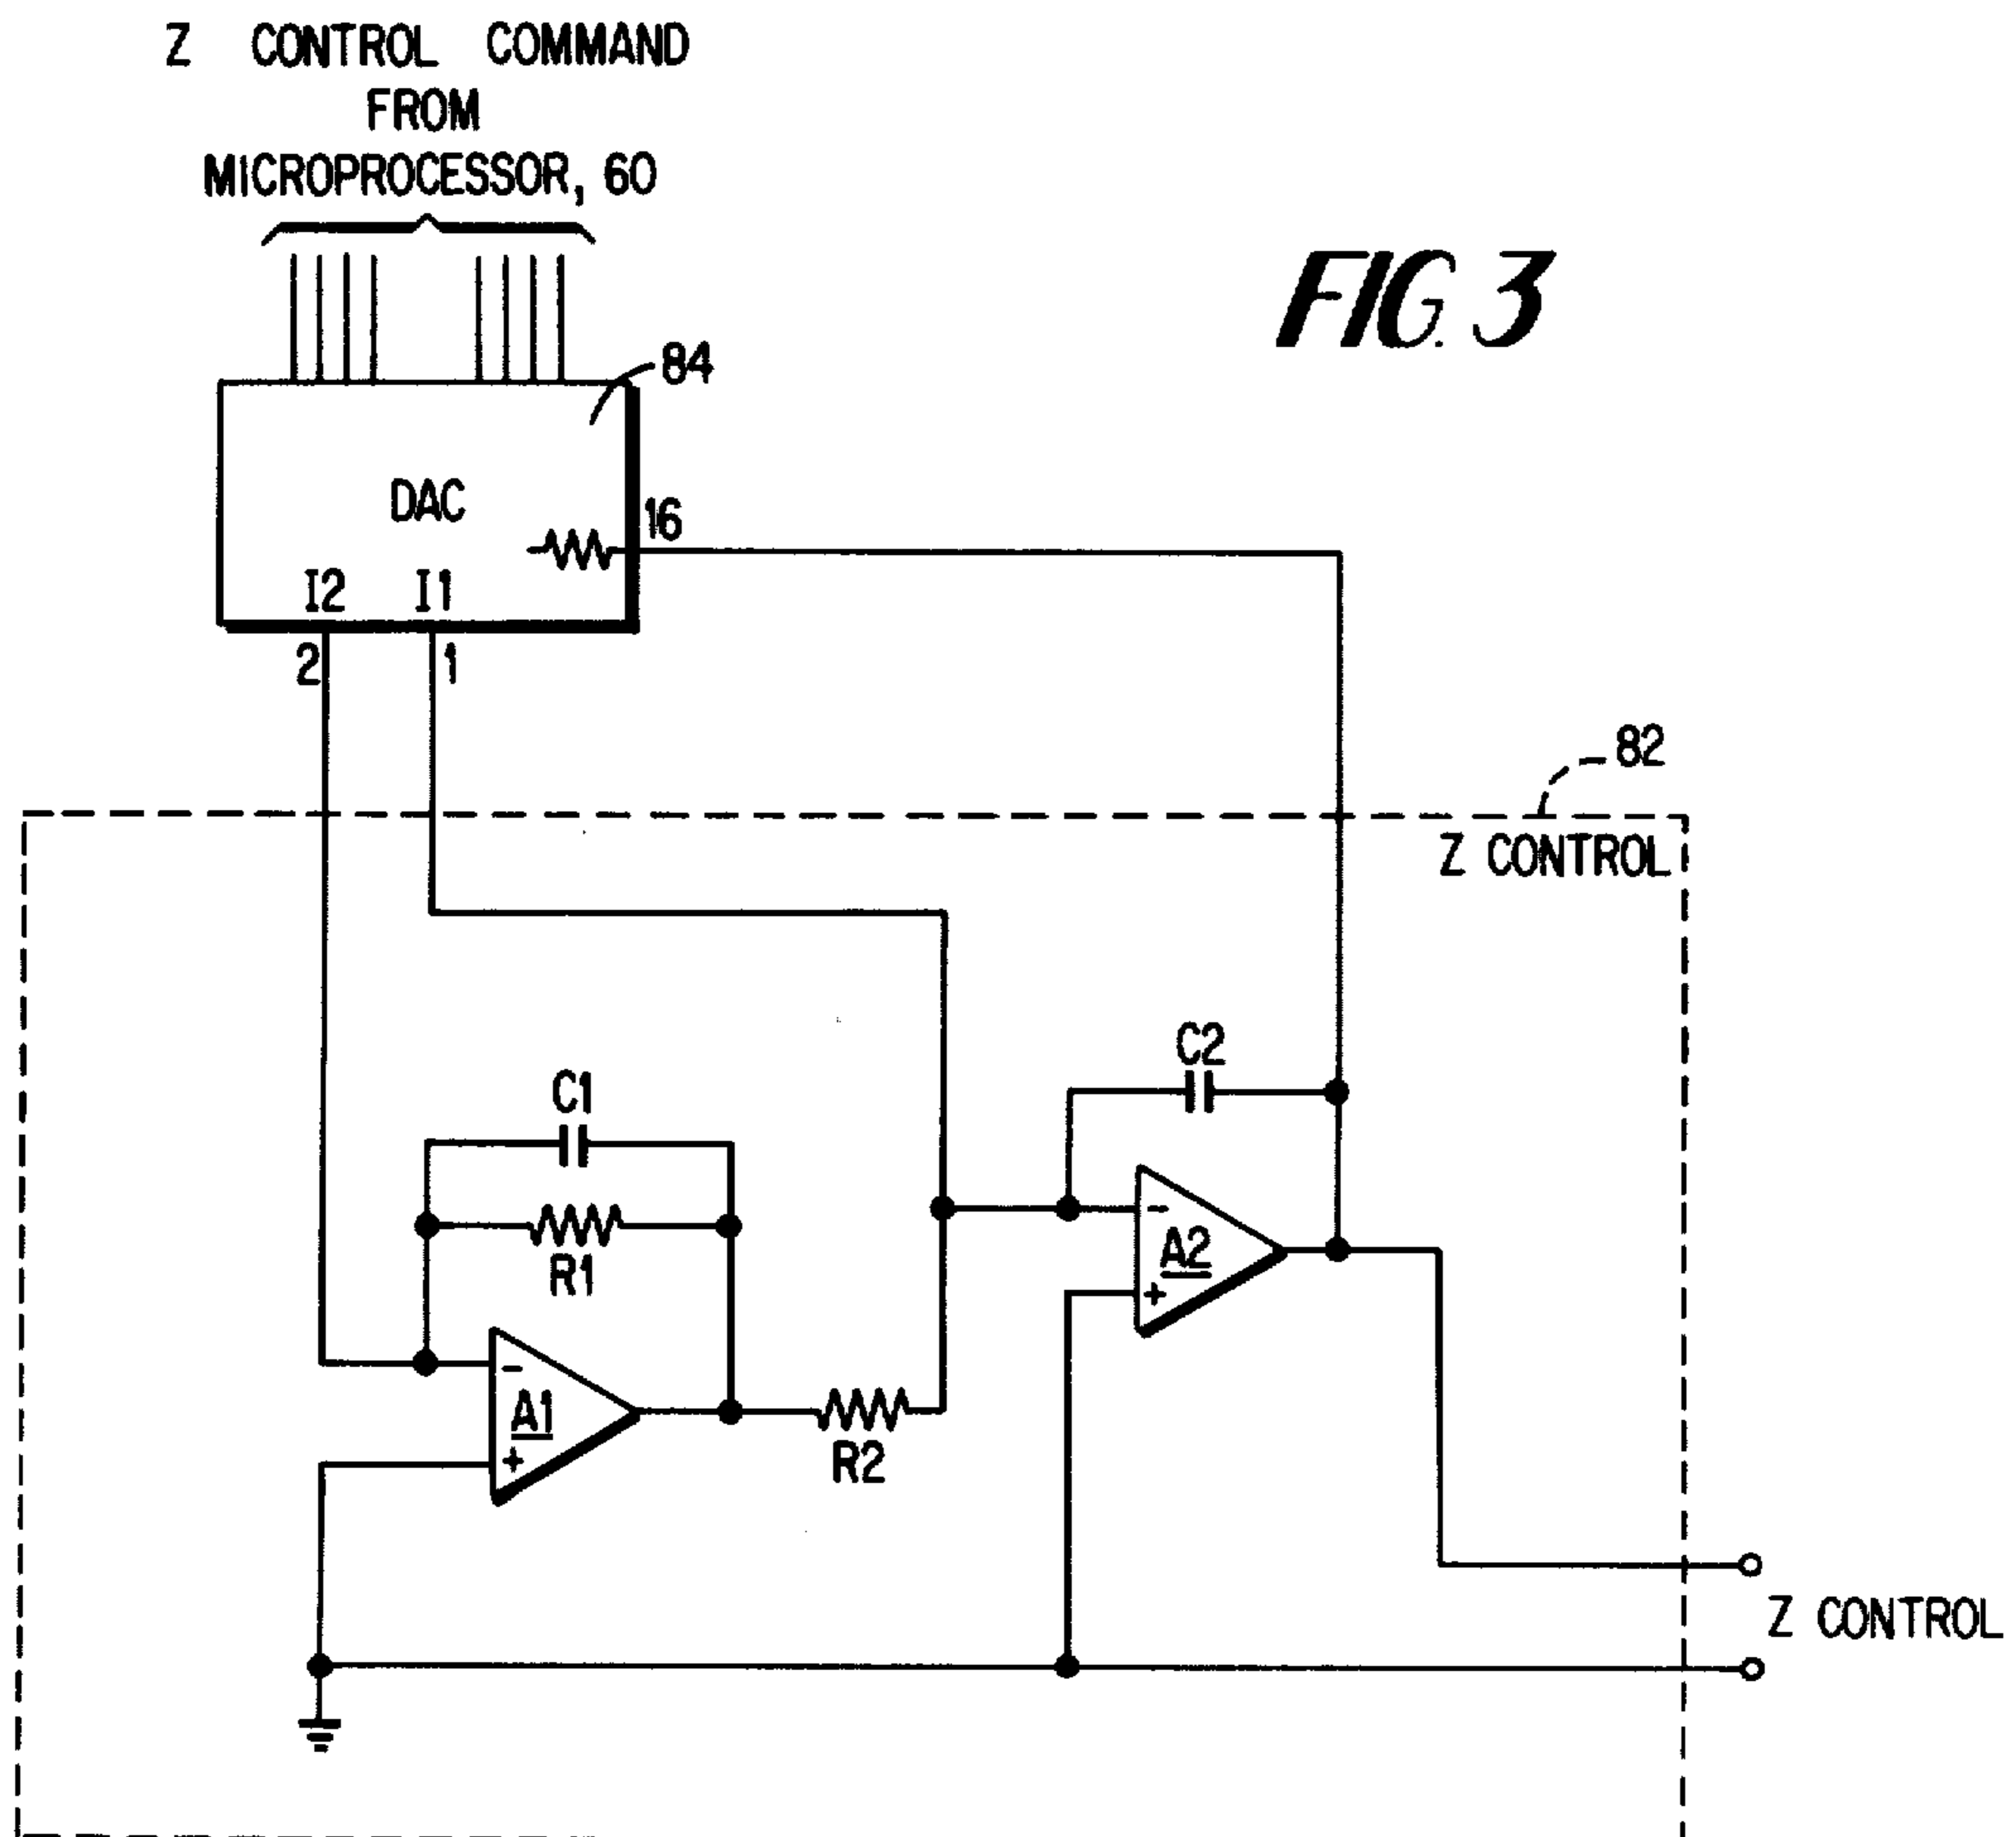 Z CONTROL COMMAND
FROM
MICROPROCESSOR, 60
FIG. 3
84
DAC
16
I2 I1
2 1
82
Z CONTROL
C2
C1
A2
-
+
R1
-
A1
+
R2
Z CONTROL